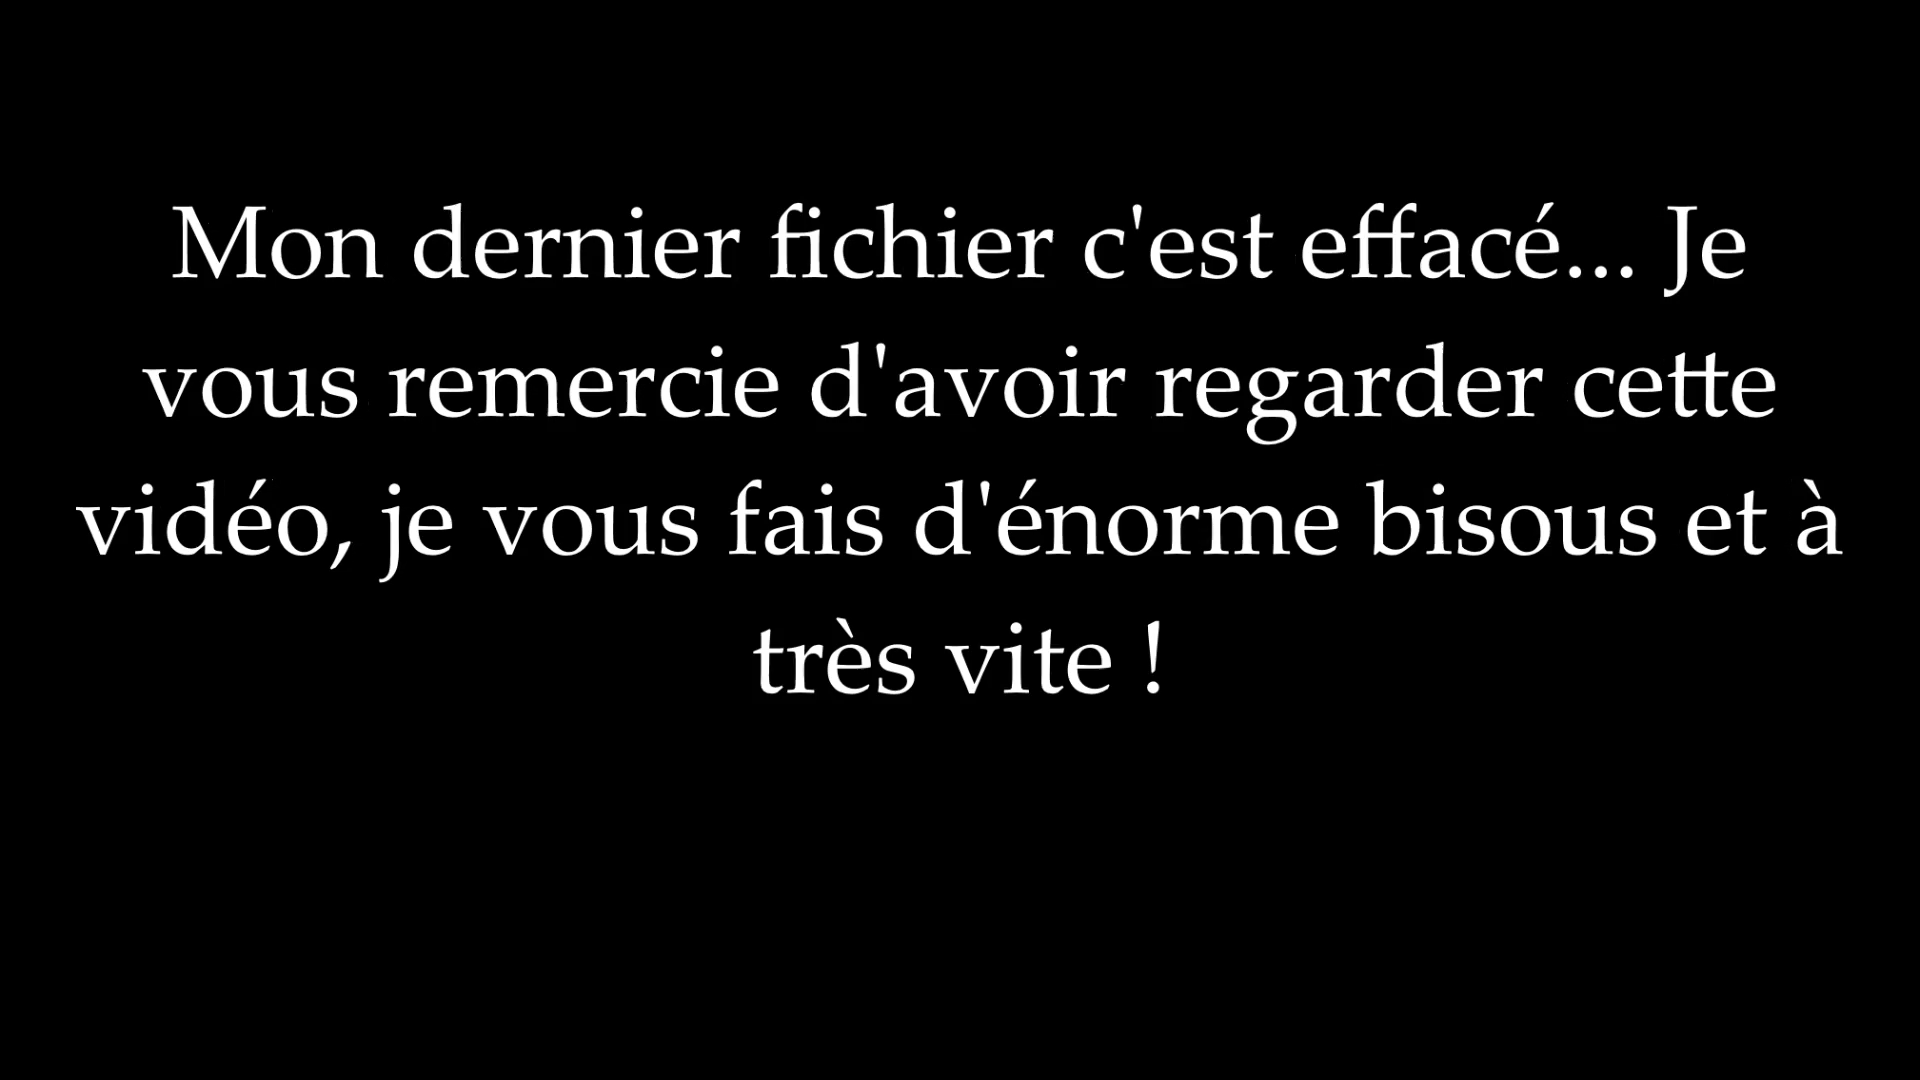 Mon dernier fichier c'est effacé... Je
vous remercie d'avoir regarder cette
vidéo, je vous fais d'énorme bisous et à
très vite !